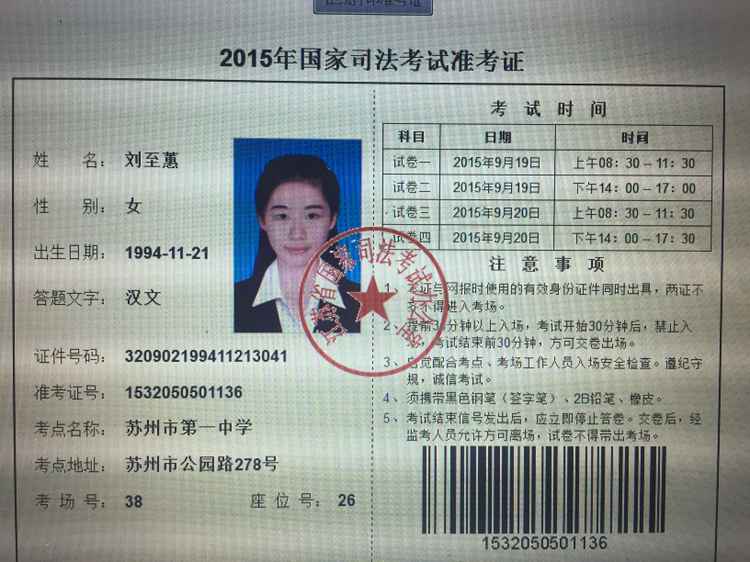 2015年国家司法考试准考证
姓 名： 刘至蕙
性 别： 女
出生日期： 1994-11-21
答题文字： 汉文
证件号码： 320902199411213041
准考证号： 1532050501136
考点名称： 苏州市第一中学
考点地址： 苏州市公园路278号
考 场 号： 38 座 位 号： 26
考 试 时 间
科目 日期 时间
试卷一 2015年9月19日 上午08：30－11：30
试卷二 2015年9月19日 下午14：00－17：00
试卷三 2015年9月20日 上午08：30－11：30
试卷四 2015年9月20日 下午14：00－17：00
注 意 事 项
1、 证与网报时使用的有效身份证件同时出具，两证不
不得进入考场。
2、提前30分钟以上入场，考试开始30分钟后，禁止入
，考试结束前30分钟，方可交卷出场。
3、自觉配合考点、考场工作人员入场安全检查。遵纪守
规，诚信考试。
4、须携带黑色钢笔（签字笔）、2B铅笔、橡皮。
5、考试结束信号发出后，应立即停止答卷。交卷后，经
监考人员允许方可离场，试卷不得带出考场。
1532050501136
江苏省国家司法考试办公室